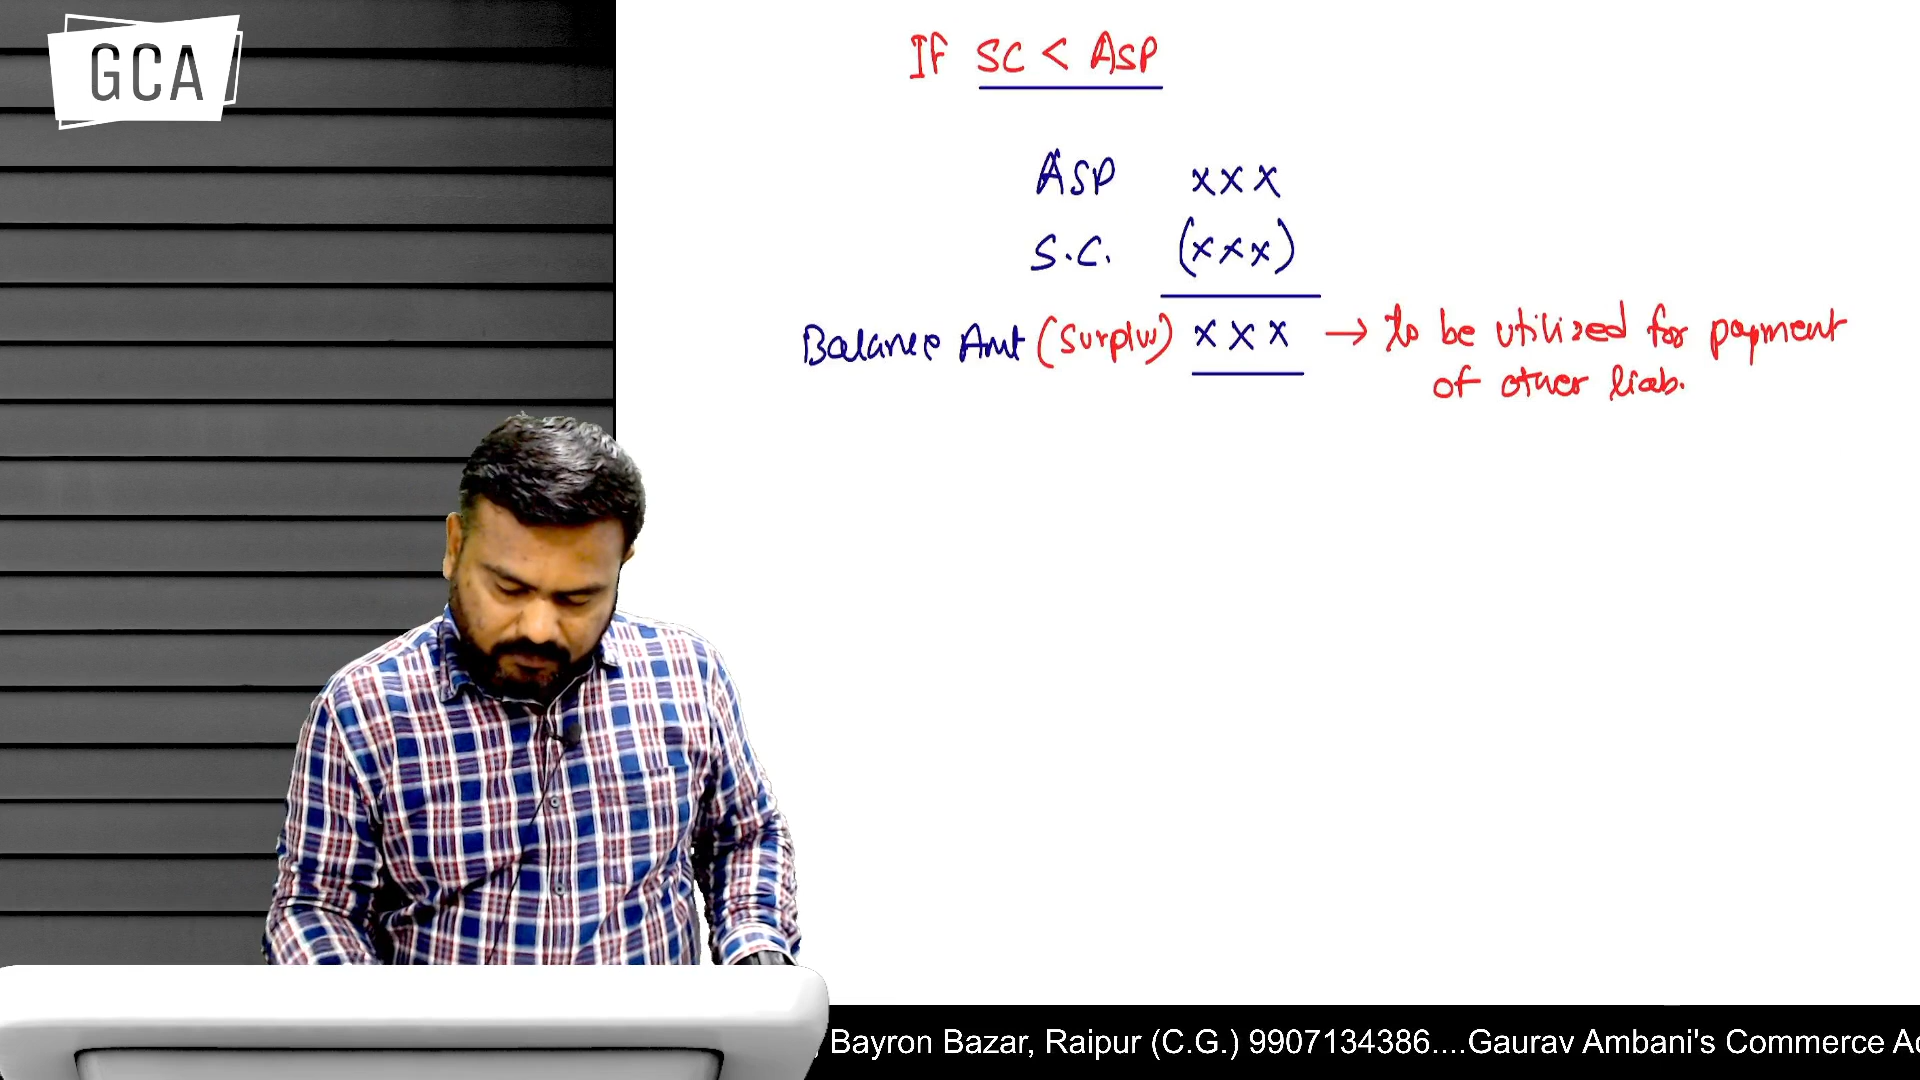 GCA
If SC < ASP
ASP xxx
S.C. (xxx)
Balance Amt (Surplus) xxx → to be utilized for payment
of other liab.
, Bayron Bazar, Raipur (C.G.) 9907134386....Gaurav Ambani's Commerce Ac